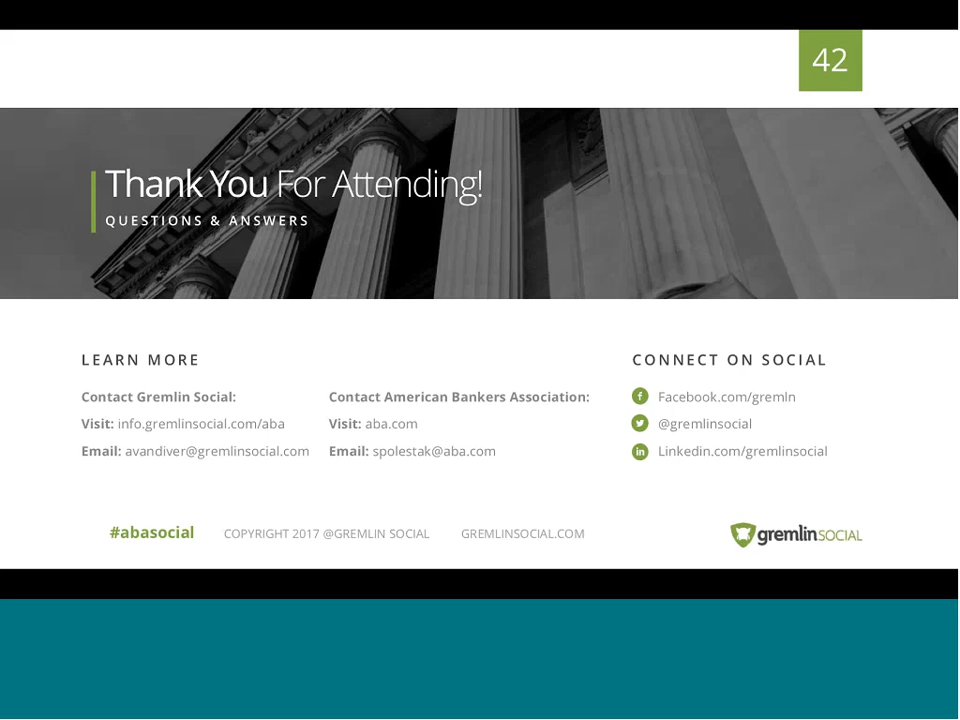 42
Thank You For Attending!
QUESTIONS & ANSWERS
LEARN MORE
Contact Gremlin Social:
Visit: info.gremlinsocial.com/aba
Email: avandiver@gremlinsocial.com
Contact American Bankers Association:
Visit: aba.com
Email: spolestak@aba.com
CONNECT ON SOCIAL
Facebook.com/gremln
@gremlinsocial
Linkedin.com/gremlinsocial
#abasocial COPYRIGHT 2017 @GREMLIN SOCIAL GREMLINSOCIAL.COM
gremlinSOCIAL